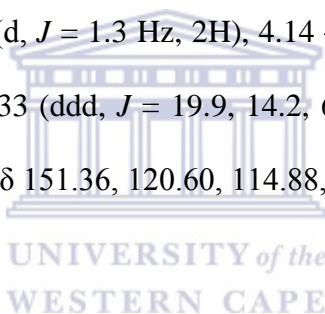 (d, J = 1.3 Hz, 2H), 4.14
33 (ddd, J = 19.9, 14.2,
δ 151.36, 120.60, 114.88,
UNIVERSITY of the
WESTERN CAPE